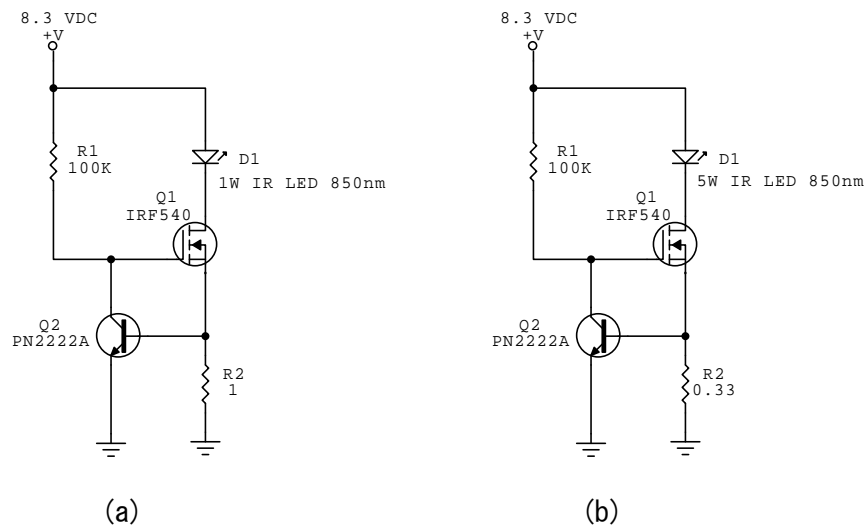 8.3 VDC
+V
R1
100K
D1
1W IR LED 850nm
Q1
IRF540
Q2
PN2222A
R2
1
(a)
8.3 VDC
+V
R1
100K
D1
5W IR LED 850nm
Q1
IRF540
Q2
PN2222A
R2
0.33
(b)